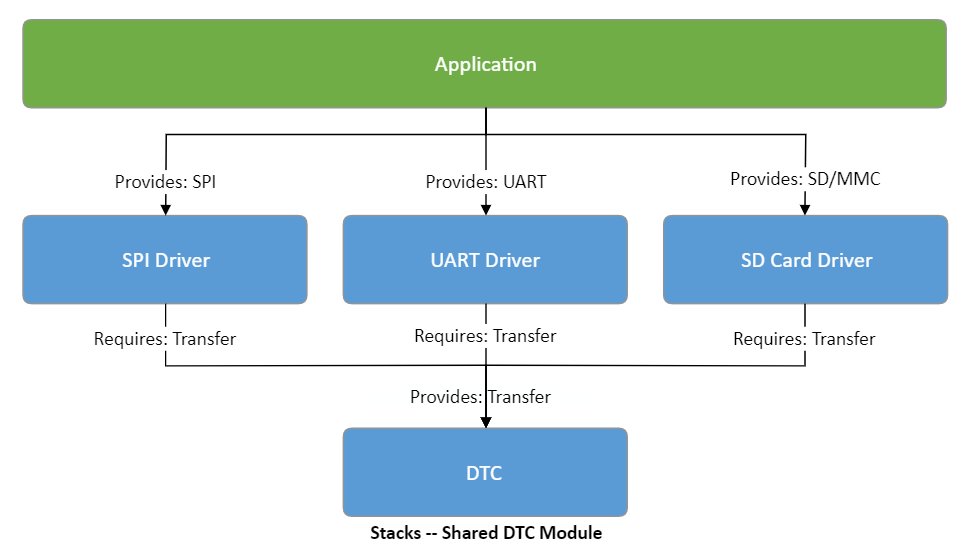 Application
Provides: SPI
Provides: UART
Provides: SD/MMC
SPI Driver
UART Driver
SD Card Driver
Requires: Transfer
Requires: Transfer
Requires: Transfer
Provides: Transfer
DTC
Stacks -- Shared DTC Module